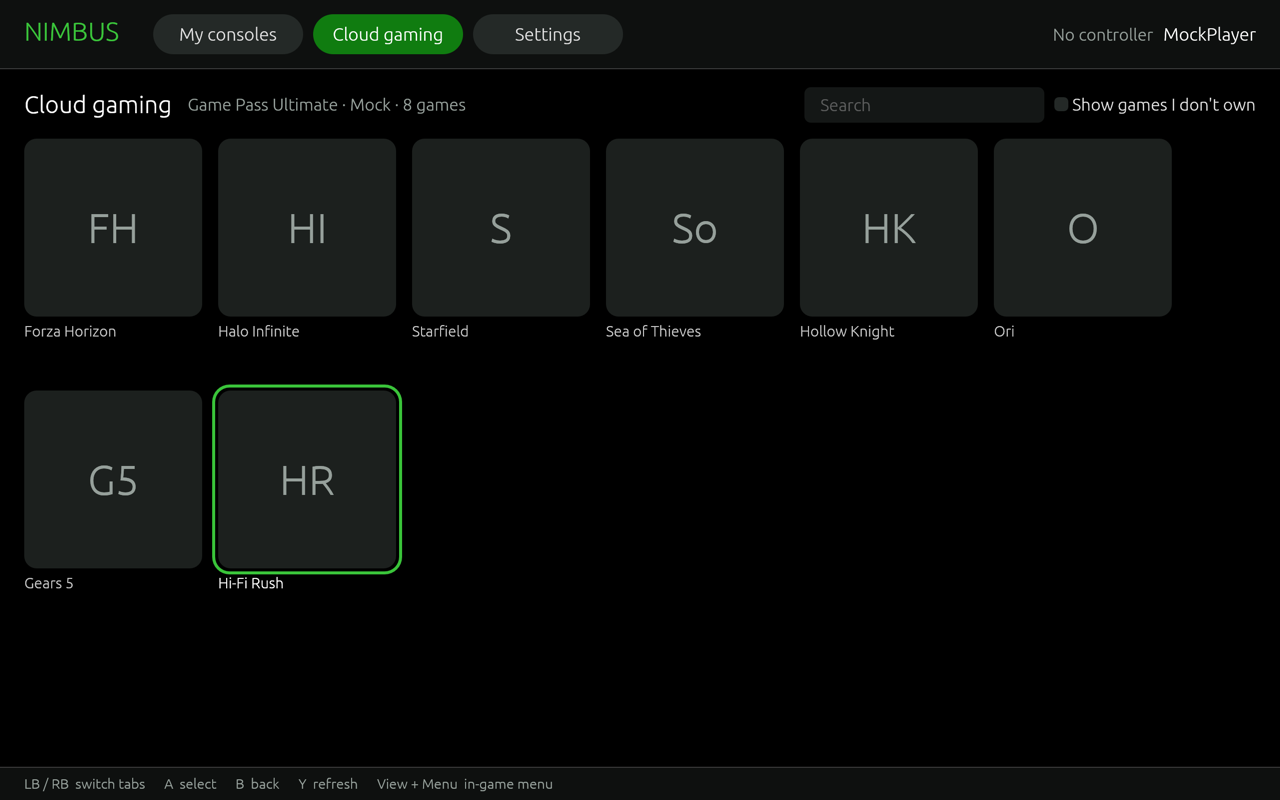 NIMBUS My consoles Cloud gaming Settings No controller MockPlayer
Cloud gaming Game Pass Ultimate · Mock · 8 games Search Show games I don't own
FH HI S So HK O
Forza Horizon Halo Infinite Starfield Sea of Thieves Hollow Knight Ori
G5 HR
Gears 5 Hi-Fi Rush
LB / RB switch tabs A select B back Y refresh View + Menu in-game menu